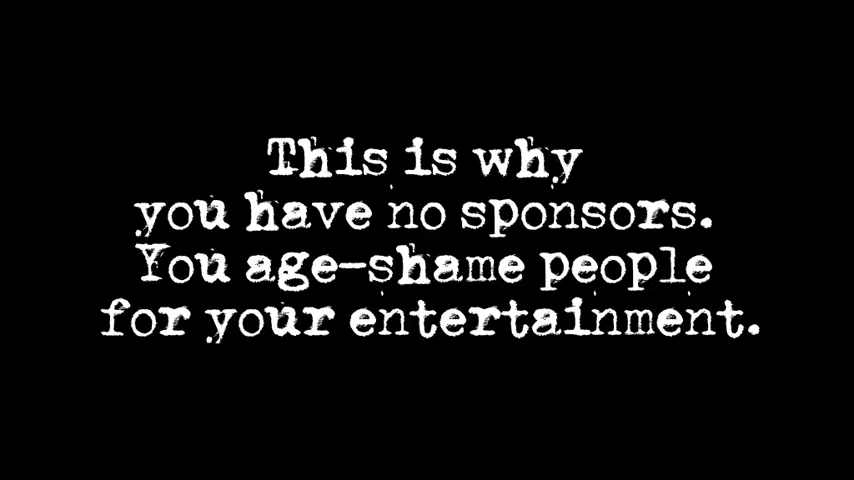 This is why
you have no sponsors.
You age-shame people
for your entertainment.